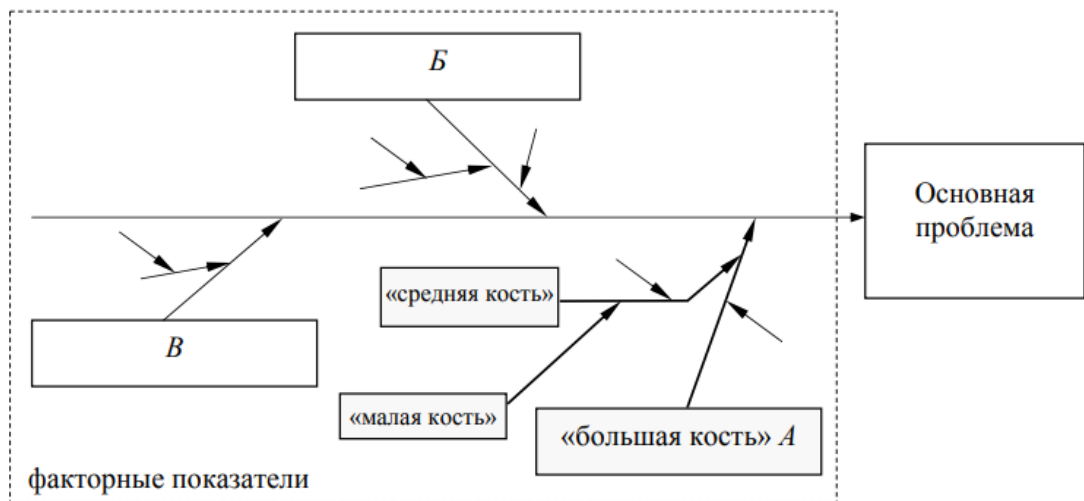 Б
Основная
проблема
«средняя кость»
В
«малая кость»
«большая кость» А
факторные показатели